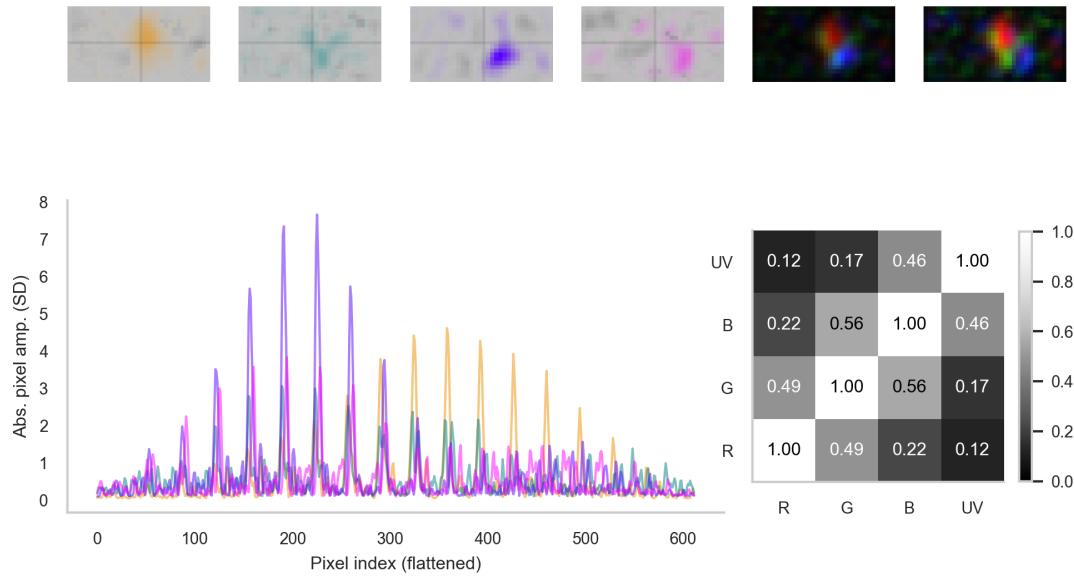 8
7
6
5
4
3
2
1
0
Abs. pixel amp. (SD)
0 100 200 300 400 500 600
Pixel index (flattened)
UV 0.12 0.17 0.46 1.00
B 0.22 0.56 1.00 0.46
G 0.49 1.00 0.56 0.17
R 1.00 0.49 0.22 0.12
R G B UV
1.0
0.8
0.6
0.4
0.2
0.0